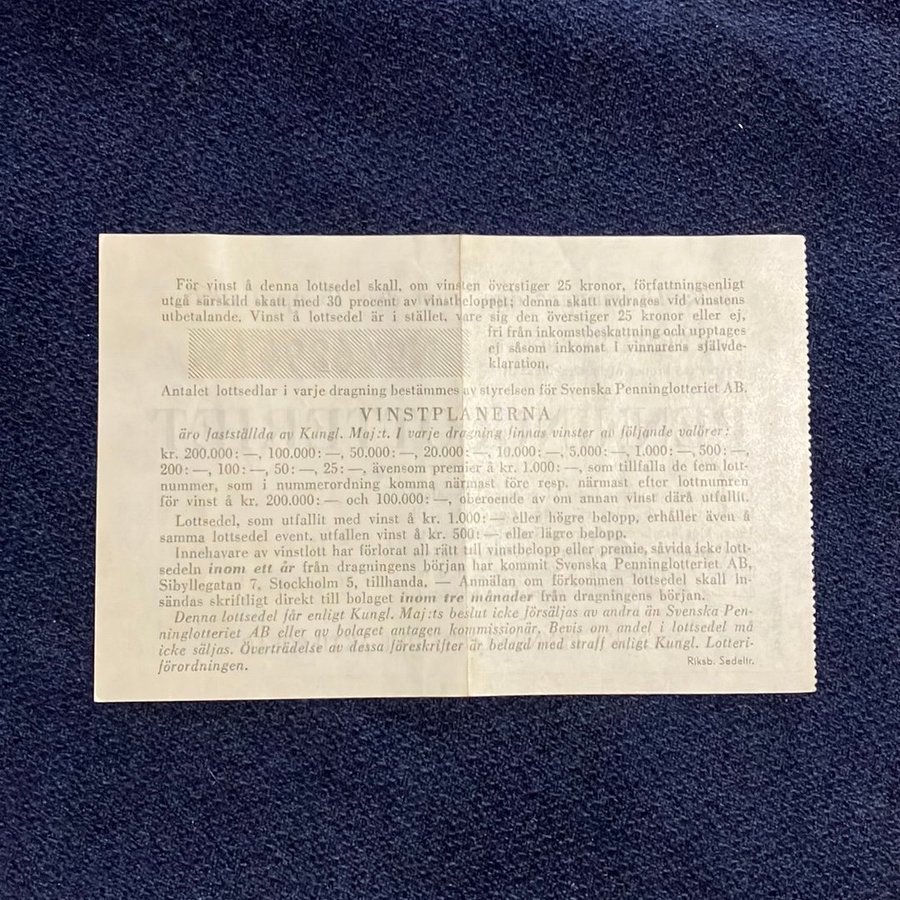 För vinst å denna lottsedel skall, om vinsten överstiger 25 kronor, författningsenligt
utgå särskild skatt med 30 procent av vinstbeloppet; denna skatt avdrages vid vinstens
utbetalande. Vinst å lottsedel är i stället, vare sig den överstiger 25 kronor eller ej,
fri från inkomstbeskattning och upptages
ej såsom inkomst i vinnarens självde-
klaration.
Antalet lottsedlar i varje dragning bestämmes av styrelsen för Svenska Penninglotteriet AB.
VINSTPLANERNA
äro fastställda av Kungl. Maj:t. I varje dragning finnas vinster av följande valörer:
kr. 200.000:—, 100.000:—, 50.000:—, 20.000:—, 10.000:—, 5.000:—, 1.000:—, 500:—,
200:—, 100:—, 50:—, 25:—, ävensom premier å kr. 1.000:—, som tillfalla de fem lott-
nummer, som i nummerordning komma närmast före resp. närmast efter lottnumren
för vinst å kr. 200.000:— och 100.000:—, oberoende av om annan vinst därå utfallit.
Lottsedel, som utfallit med vinst å kr. 1.000:— eller högre belopp, erhåller även å
samma lottsedel event. utfallen vinst å kr. 500:— eller lägre belopp.
Innehavare av vinstlott har förlorat all rätt till vinstbelopp eller premie, såvida icke lott-
sedeln inom ett år från dragningens början har kommit Svenska Penninglotteriet AB,
Sibyllegatan 7, Stockholm 5, tillhanda. — Anmälan om förkommen lottsedel skall in-
sändas skriftligt direkt till bolaget inom tre månader från dragningens början.
Denna lottsedel får enligt Kungl. Maj:ts beslut icke försäljas av andra än Svenska Pen-
ninglotteriet AB eller av bolaget antagen kommissionär. Bevis om andel i lottsedel må
icke säljas. Överträdelse av dessa föreskrifter är belagd med straff enligt Kungl. Lotteri-
förordningen.
Riksb. Sedeltr.